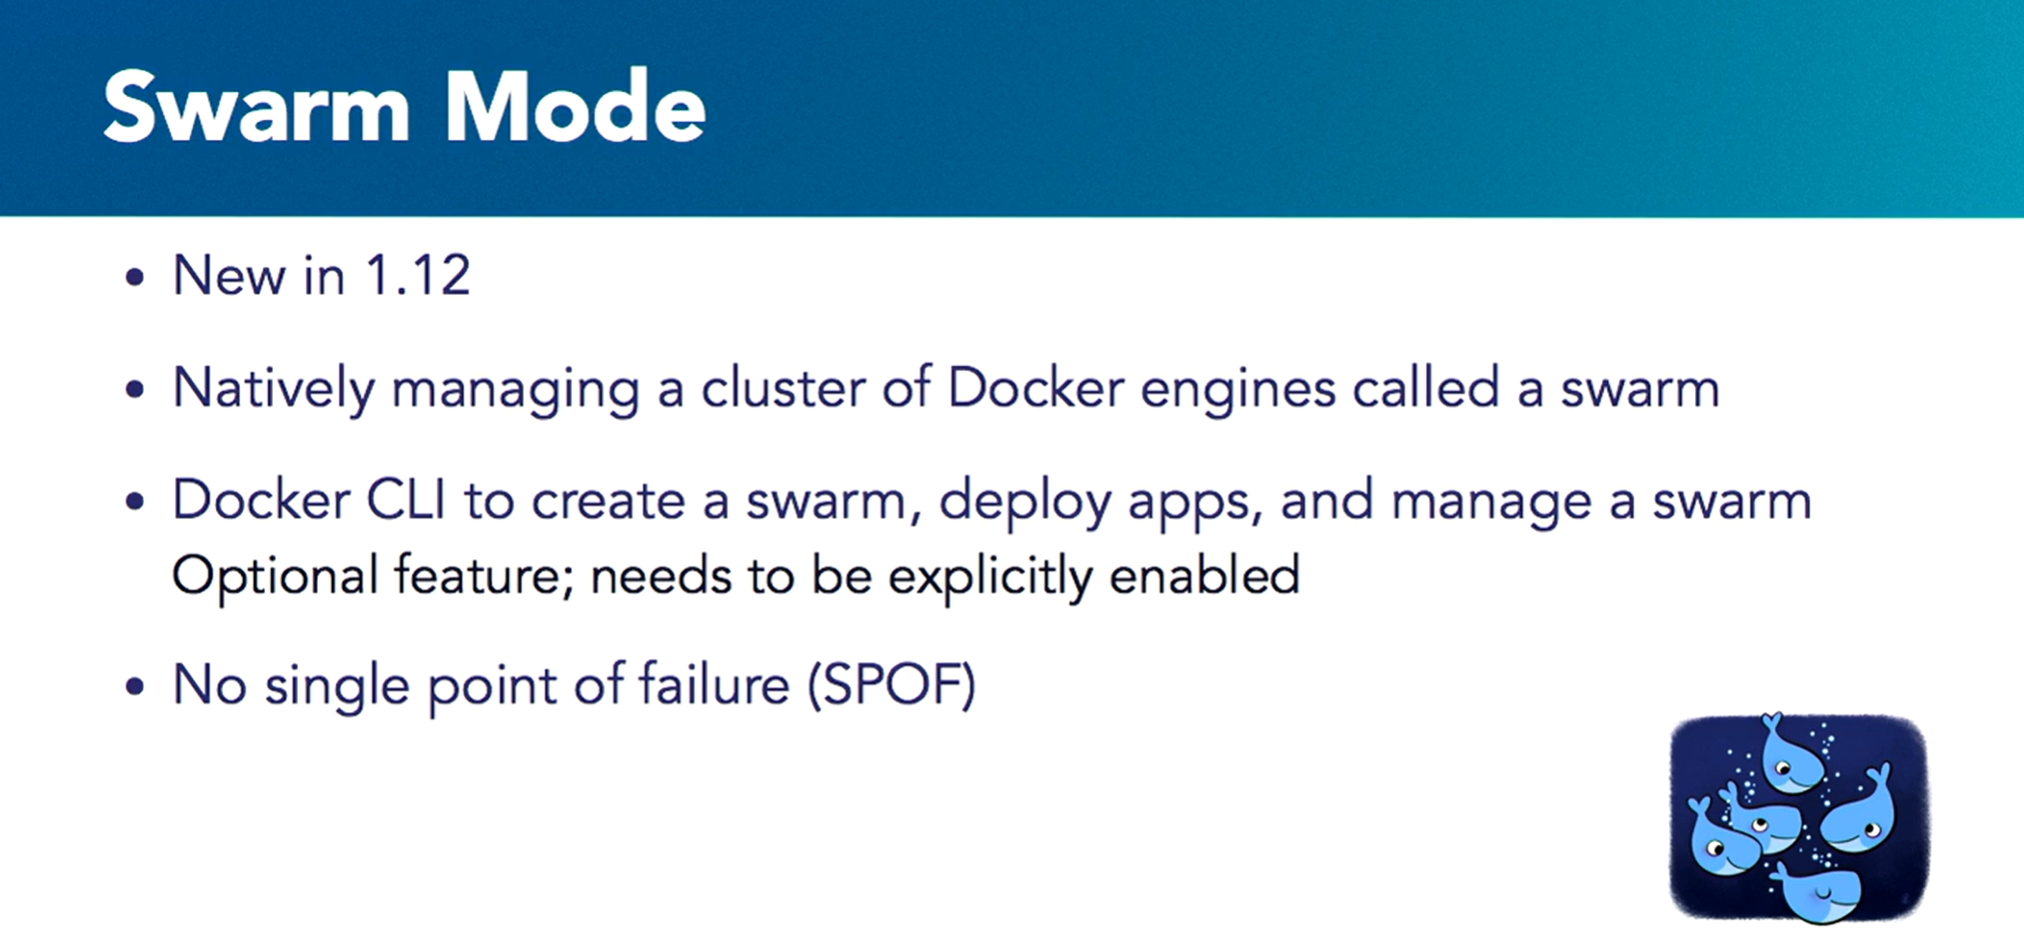 Swarm Mode
• New in 1.12
• Natively managing a cluster of Docker engines called a swarm
• Docker CLI to create a swarm, deploy apps, and manage a swarm
Optional feature; needs to be explicitly enabled
• No single point of failure (SPOF)